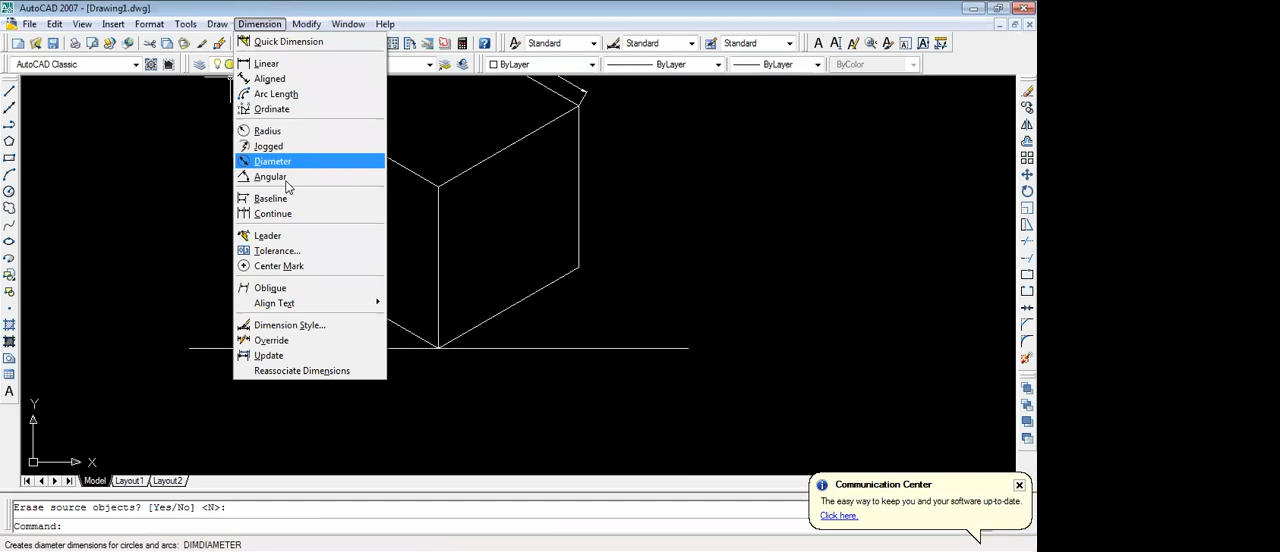 AutoCAD 2007 - [Drawing1.dwg]
File Edit View Insert Format Tools Draw Dimension Modify Window Help
Standard Standard Standard
AutoCAD Classic ByLayer ByLayer ByLayer ByColor
Quick Dimension
Linear
Aligned
Arc Length
Ordinate
Radius
Jogged
Diameter
Angular
Baseline
Continue
Leader
Tolerance...
Center Mark
Oblique
Align Text
Dimension Style...
Override
Update
Reassociate Dimensions
A
Y
X
Model Layout1 Layout2
Communication Center
The easy way to keep you and your software up-to-date.
Click here.
Erase source objects? [Yes/No] <N>:
Command:
Creates diameter dimensions for circles and arcs: DIMDIAMETER